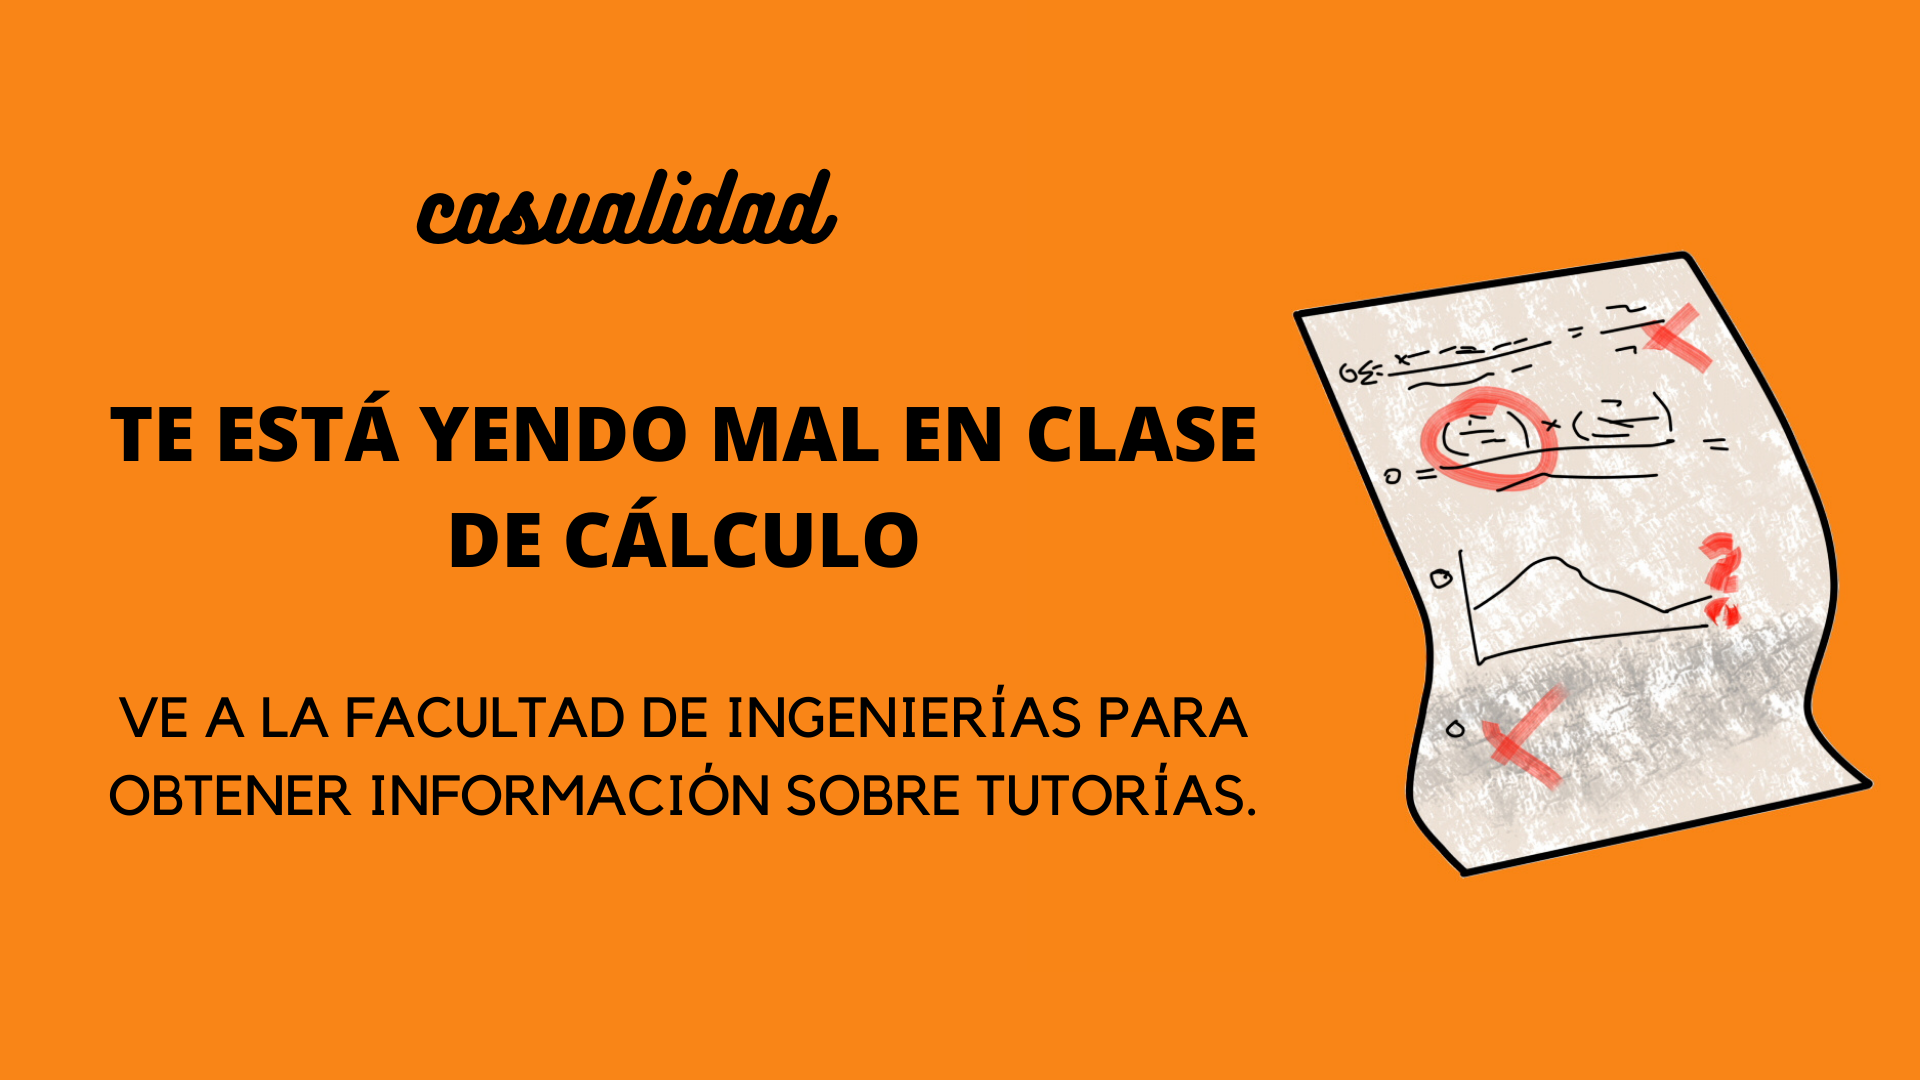 casualidad
TE ESTÁ YENDO MAL EN CLASE
DE CÁLCULO
VE A LA FACULTAD DE INGENIERÍAS PARA
OBTENER INFORMACIÓN SOBRE TUTORÍAS.